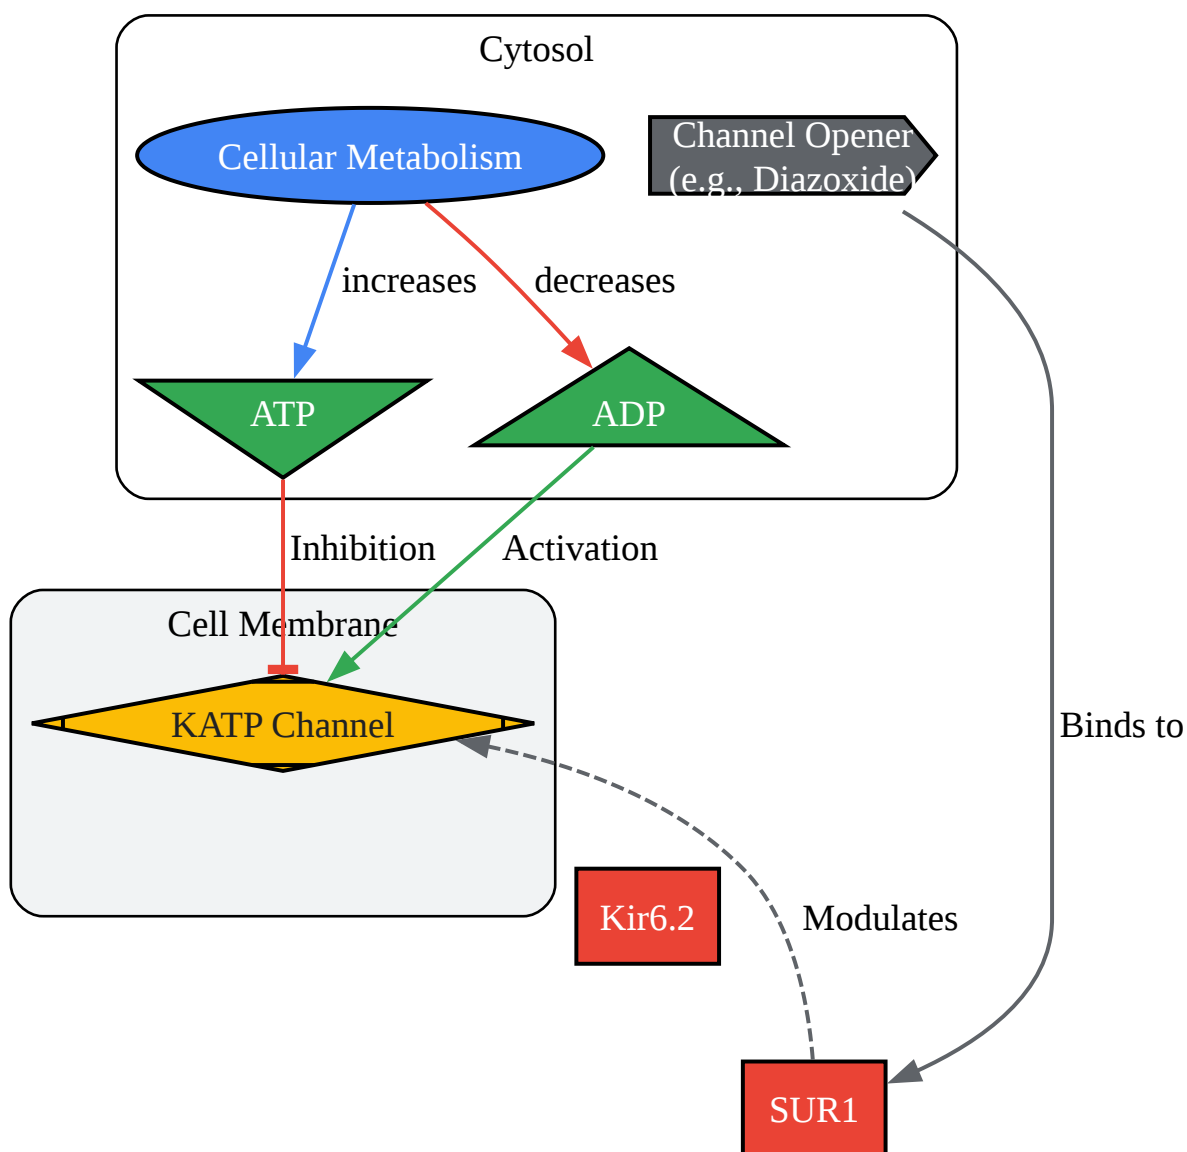 Cytosol
Cellular Metabolism
Channel Opener
(e.g., Diazoxide)
increases
decreases
ATP
ADP
Inhibition
Activation
Cell Membrane
KATP Channel
Binds to
Kir6.2
Modulates
SUR1